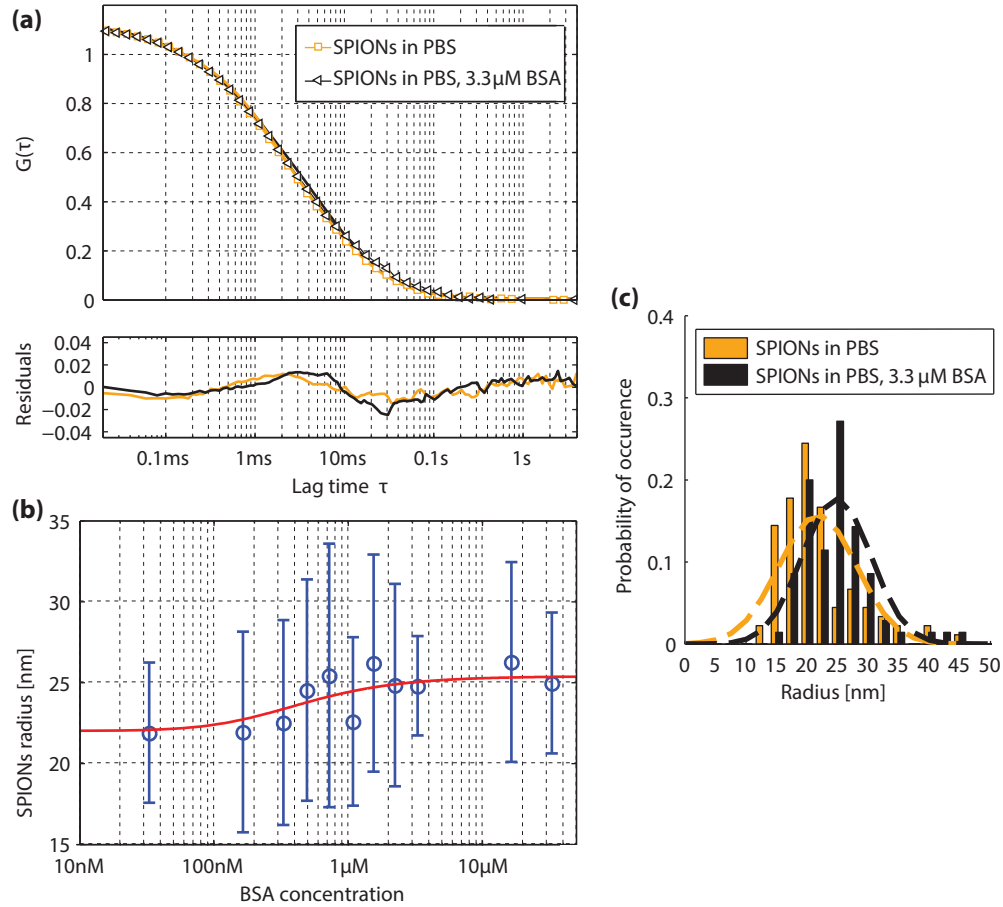 (a)
1
0.8
0.6
0.4
0.2
0
G(τ)
SPIONs in PBS
SPIONs in PBS, 3.3μM BSA
0.04
0.02
0
−0.02
−0.04
Residuals
0.1ms 1ms 10ms 0.1s 1s
Lag time τ
(b)
35
30
25
20
15
SPIONs radius [nm]
10nM 100nM 1μM 10μM
BSA concentration
(c)
0.4
0.3
0.2
0.1
0
Probability of occurence
SPIONs in PBS
SPIONs in PBS, 3.3 μM BSA
0 5 10 15 20 25 30 35 40 45 50
Radius [nm]